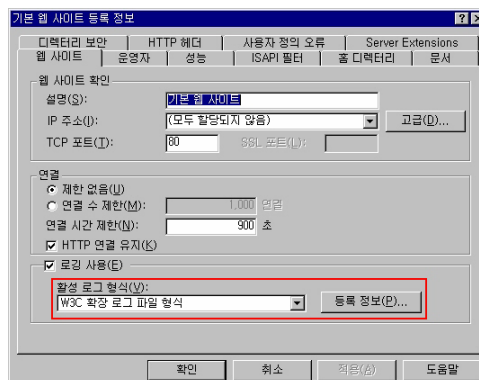 기본 웹 사이트 등록 정보
디렉터리 보안 HTTP 헤더 사용자 정의 오류 Server Extensions
웹 사이트 운영자 성능 ISAPI 필터 홈 디렉터리 문서
웹 사이트 확인
설명(S): 기본 웹 사이트
IP 주소(I): (모두 할당되지 않음) 고급(D)...
TCP 포트(T): 80 SSL 포트(L):
연결
제한 없음(U)
연결 수 제한(M): 1,000 연결
연결 시간 제한(N): 900 초
HTTP 연결 유지(K)
로깅 사용(E)
활성 로그 형식(V):
W3C 확장 로그 파일 형식 등록 정보(P)...
확인 취소 적용(A) 도움말